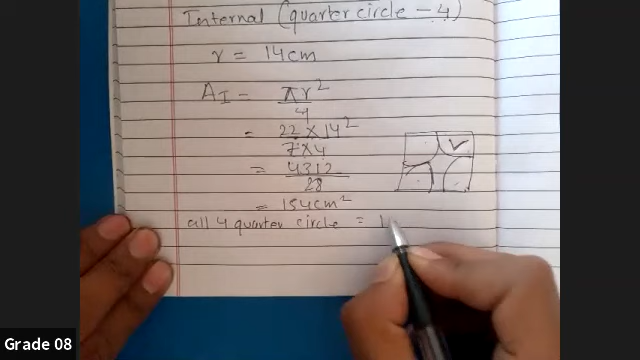 Internal (quarter circle - 4)
r = 14cm
A_I = πr²/4
= 22 × 14² / 7 × 4
= 4312 / 28
= 154cm²
all 4 quarter circle =
Grade 08